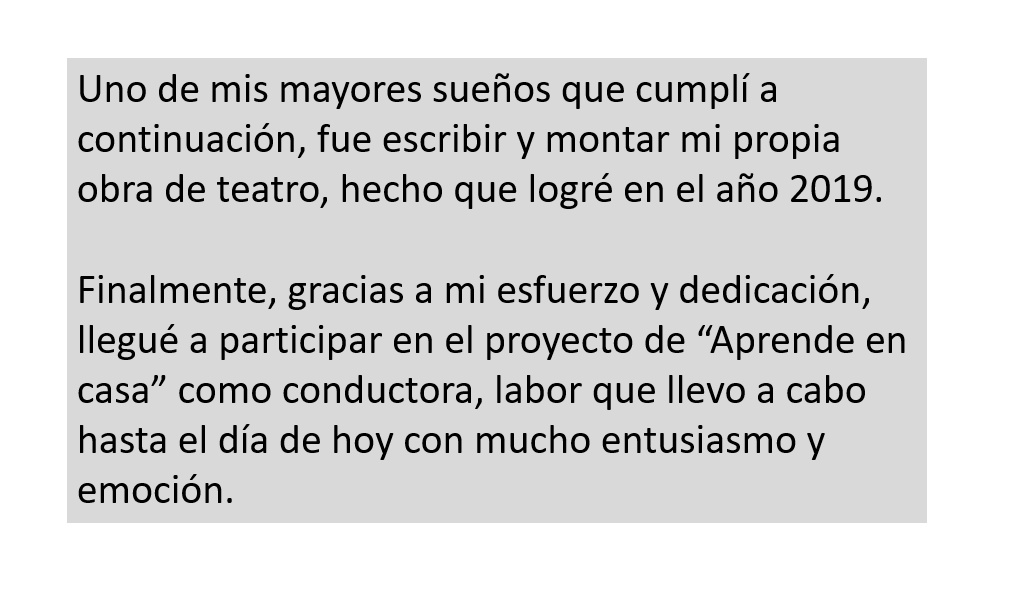 Uno de mis mayores sueños que cumplí a
continuación, fue escribir y montar mi propia
obra de teatro, hecho que logré en el año 2019.
Finalmente, gracias a mi esfuerzo y dedicación,
llegué a participar en el proyecto de “Aprende en
casa” como conductora, labor que llevo a cabo
hasta el día de hoy con mucho entusiasmo y
emoción.